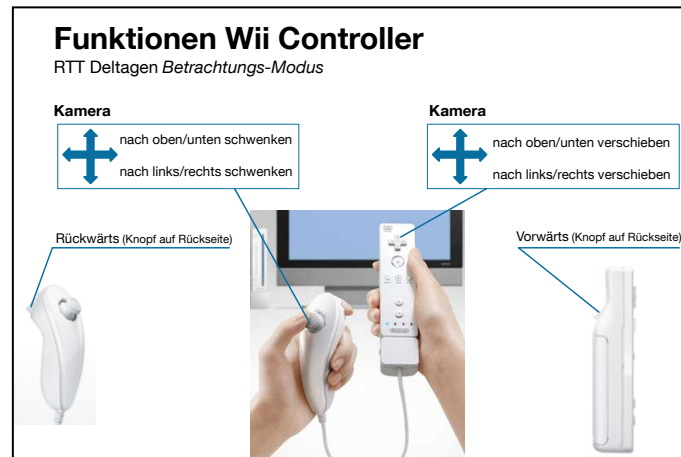 Funktionen Wii Controller
RTT Deltagen Betrachtungs-Modus
Kamera
nach oben/unten schwenken
nach links/rechts schwenken
Kamera
nach oben/unten verschieben
nach links/rechts verschieben
Rückwärts (Knopf auf Rückseite)
Vorwärts (Knopf auf Rückseite)